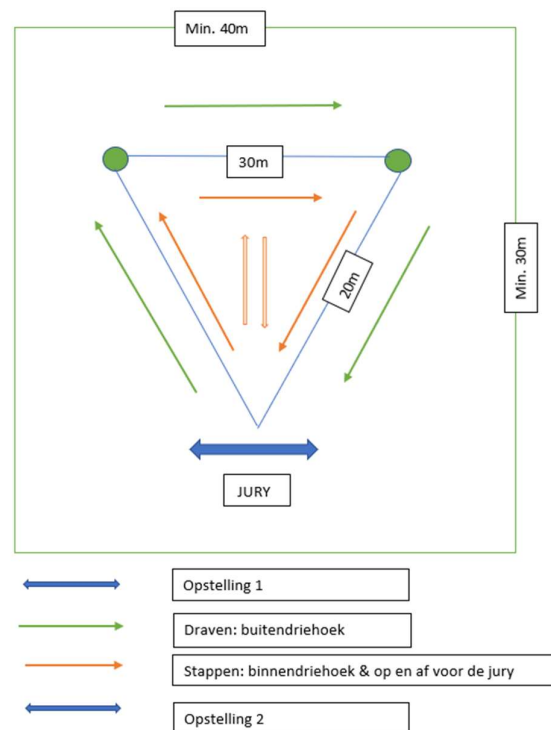 Min. 40m
30m
20m
Min. 30m
JURY
Opstelling 1
Draven: buitendriehoek
Stappen: binnendriehoek & op en af voor de jury
Opstelling 2